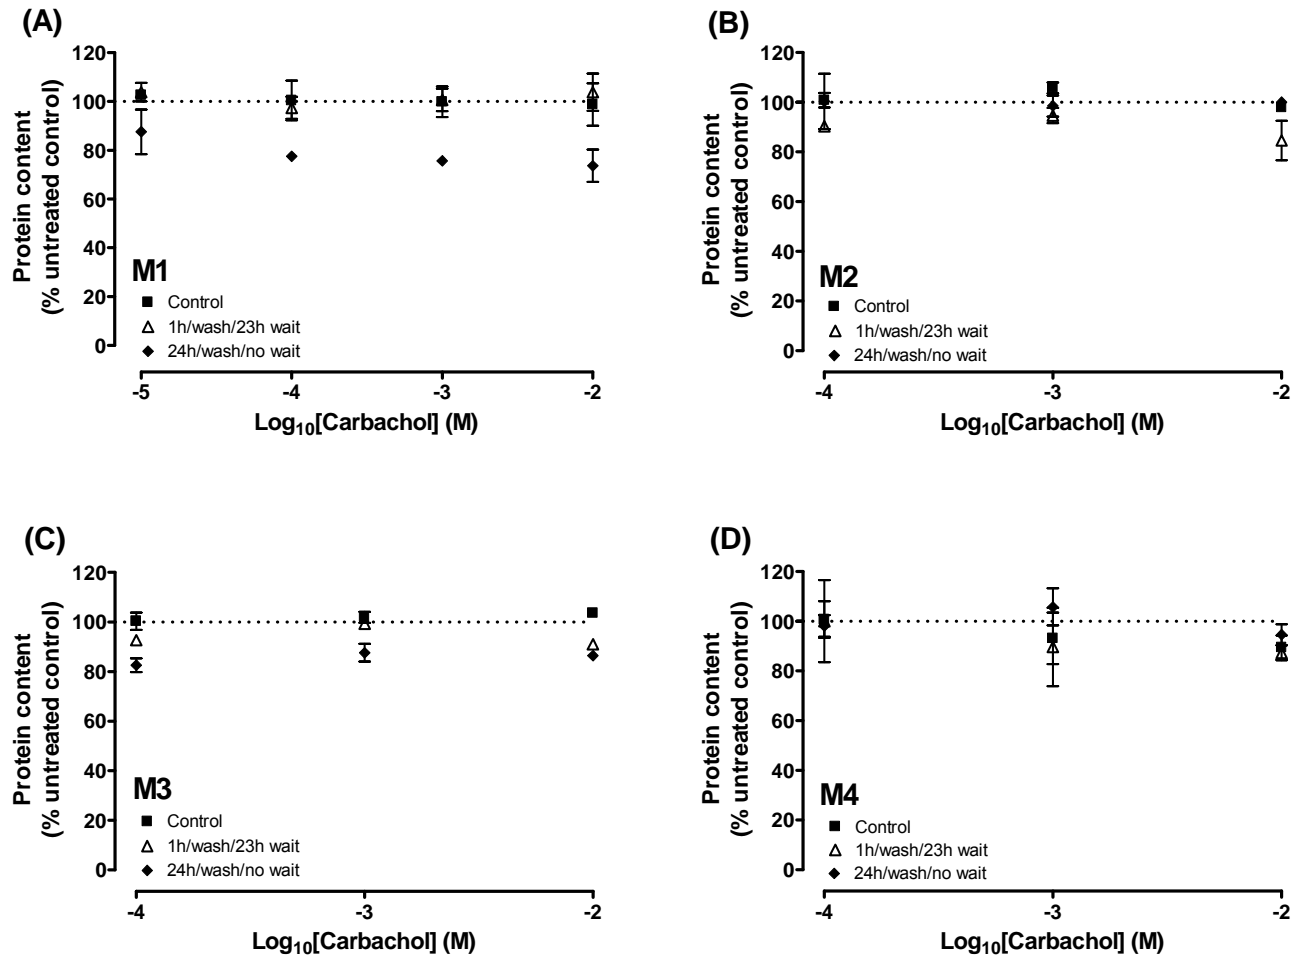 (A)
Protein content
(% untreated control)
120
100
80
60
40
20
0
M1
Control
1h/wash/23h wait
24h/wash/no wait
-5 -4 -3 -2
Log10[Carbachol] (M)
(B)
Protein content
(% untreated control)
120
100
80
60
40
20
0
M2
Control
1h/wash/23h wait
24h/wash/no wait
-4 -3 -2
Log10[Carbachol] (M)
(C)
Protein content
(% untreated control)
120
100
80
60
40
20
0
M3
Control
1h/wash/23h wait
24h/wash/no wait
-4 -3 -2
Log10[Carbachol] (M)
(D)
Protein content
(% untreated control)
120
100
80
60
40
20
0
M4
Control
1h/wash/23h wait
24h/wash/no wait
-4 -3 -2
Log10[Carbachol] (M)